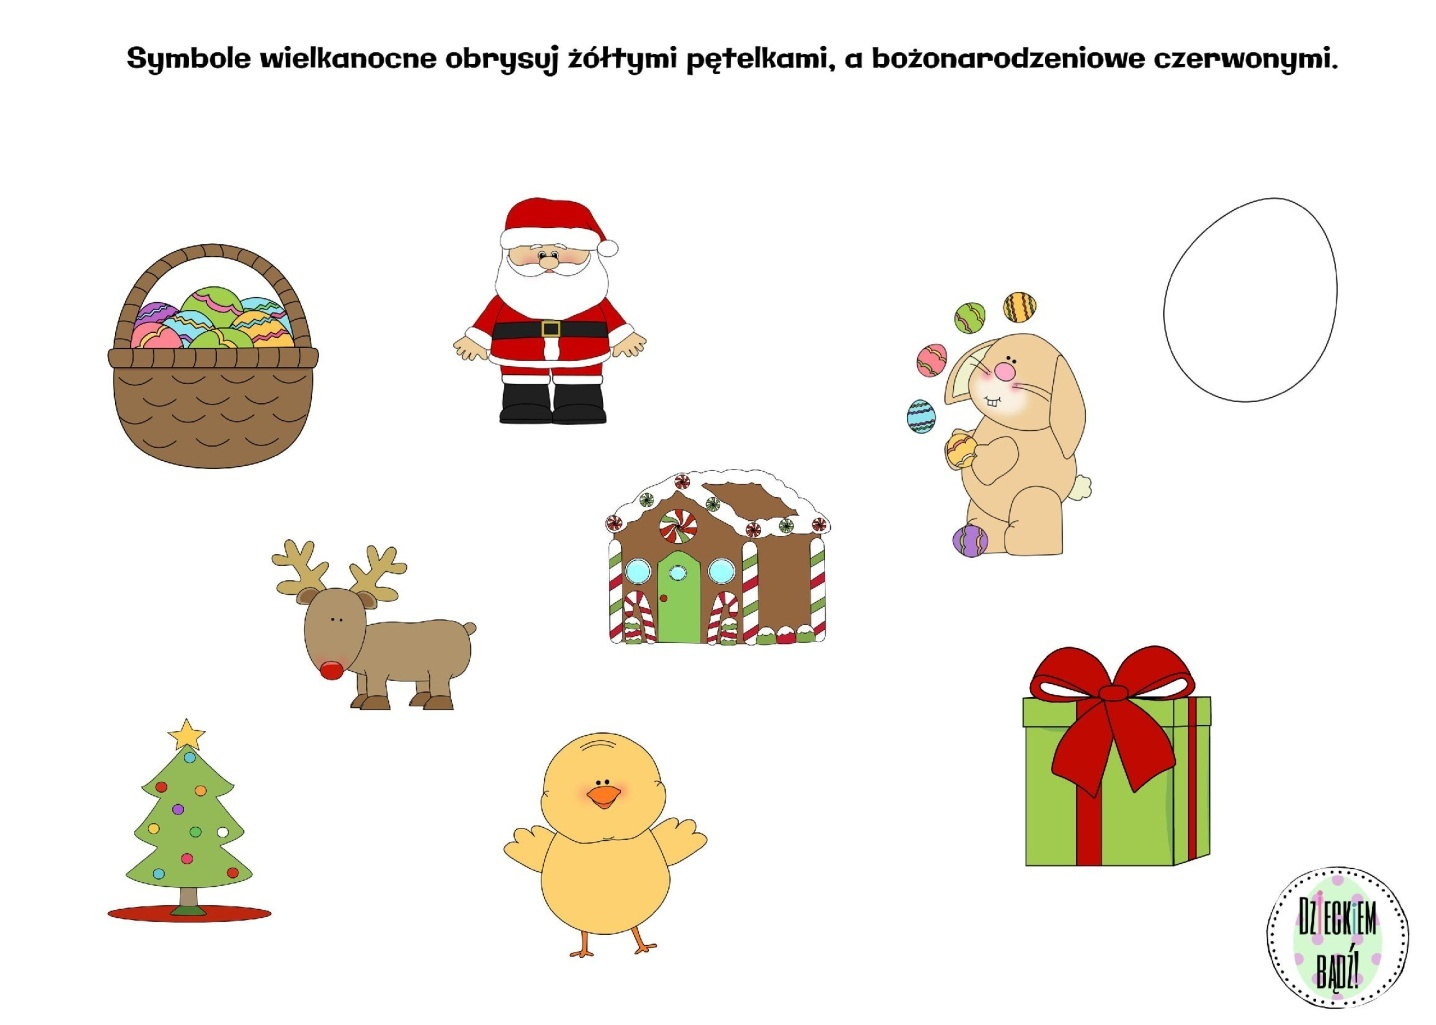 Symbole wielkanocne obrysuj żółtymi pętelkami, a bożonarodzeniowe czerwonymi.
DZIECKIEM
BĄDŹ!